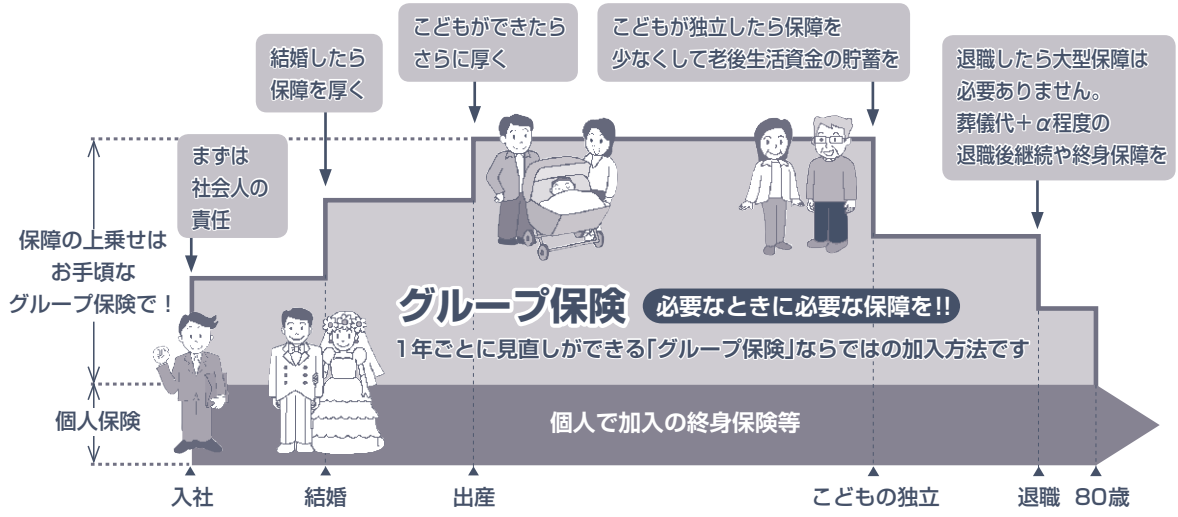 こどもができたら
さらに厚く
こどもが独立したら保障を
少なくして老後生活資金の貯蓄を
結婚したら
保障を厚く
退職したら大型保障は
必要ありません。
葬儀代+α程度の
退職後継続や終身保障を
まずは
社会人の
責任
保障の上乗せは
お手頃な
グループ保険で!
グループ保険 必要なときに必要な保障を!!
1年ごとに見直しができる「グループ保険」ならではの加入方法です
個人保険
個人で加入の終身保険等
入社 結婚 出産 こどもの独立 退職 80歳